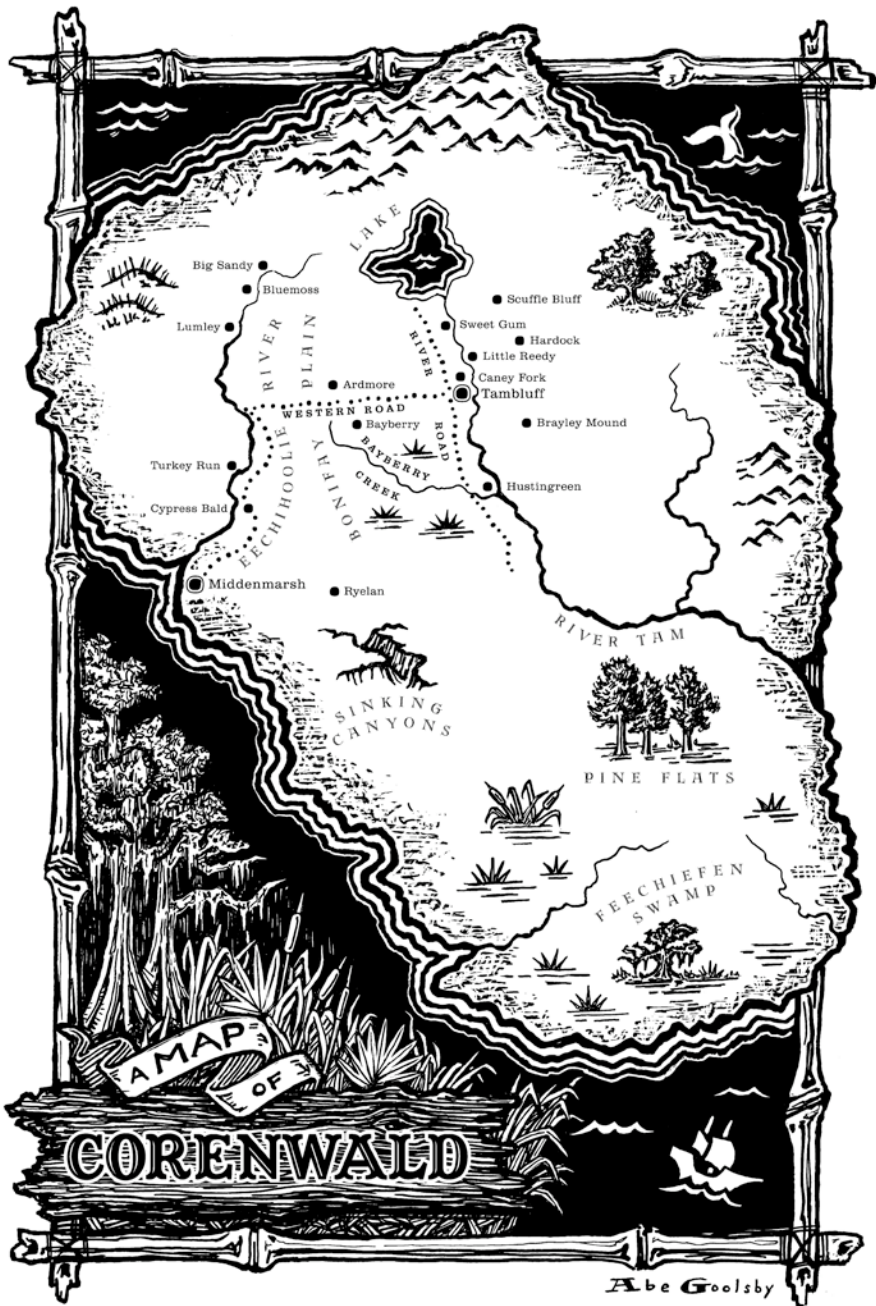 LAKE
Big Sandy
Bluemoss
Scuffle Bluff
Lumley
Sweet Gum
Hardock
Little Reedy
RIVER ROAD
Caney Fork
Ardmore
Tambluff
WESTERN ROAD
Bayberry
Brayley Mound
BAYBERRY
CREEK
BONIFAY PLAIN
EECHIHOOLIE RIVER
Turkey Run
Hustingreen
Cypress Bald
Middenmarsh
Ryelan
RIVER TAM
SINKING
CANYONS
PINE FLATS
FEECHIEFEN
SWAMP
A MAP
OF
CORENWALD
Abe Goolsby